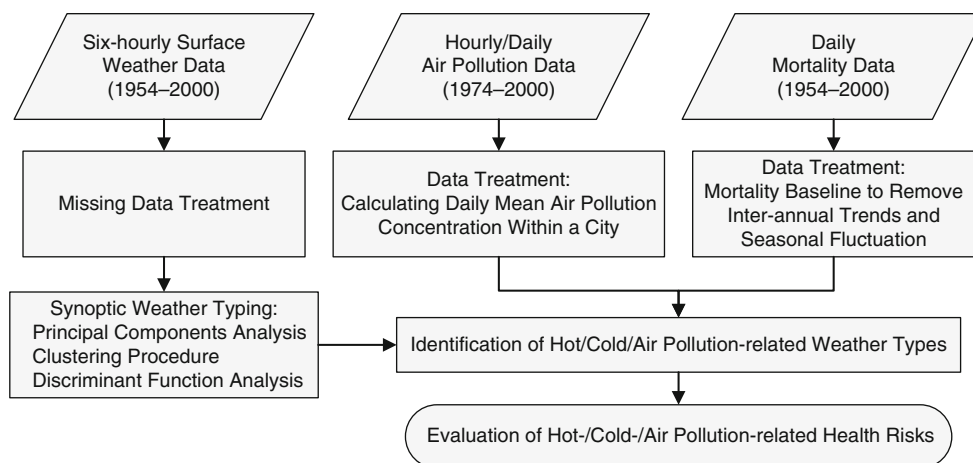 Six-hourly Surface
Weather Data
(1954–2000)
Hourly/Daily
Air Pollution Data
(1974–2000)
Daily
Mortality Data
(1954–2000)
Missing Data Treatment
Data Treatment:
Calculating Daily Mean Air Pollution
Concentration Within a City
Data Treatment:
Mortality Baseline to Remove
Inter-annual Trends and
Seasonal Fluctuation
Synoptic Weather Typing:
Principal Components Analysis
Clustering Procedure
Discriminant Function Analysis
Identification of Hot/Cold/Air Pollution-related Weather Types
Evaluation of Hot-/Cold-/Air Pollution-related Health Risks